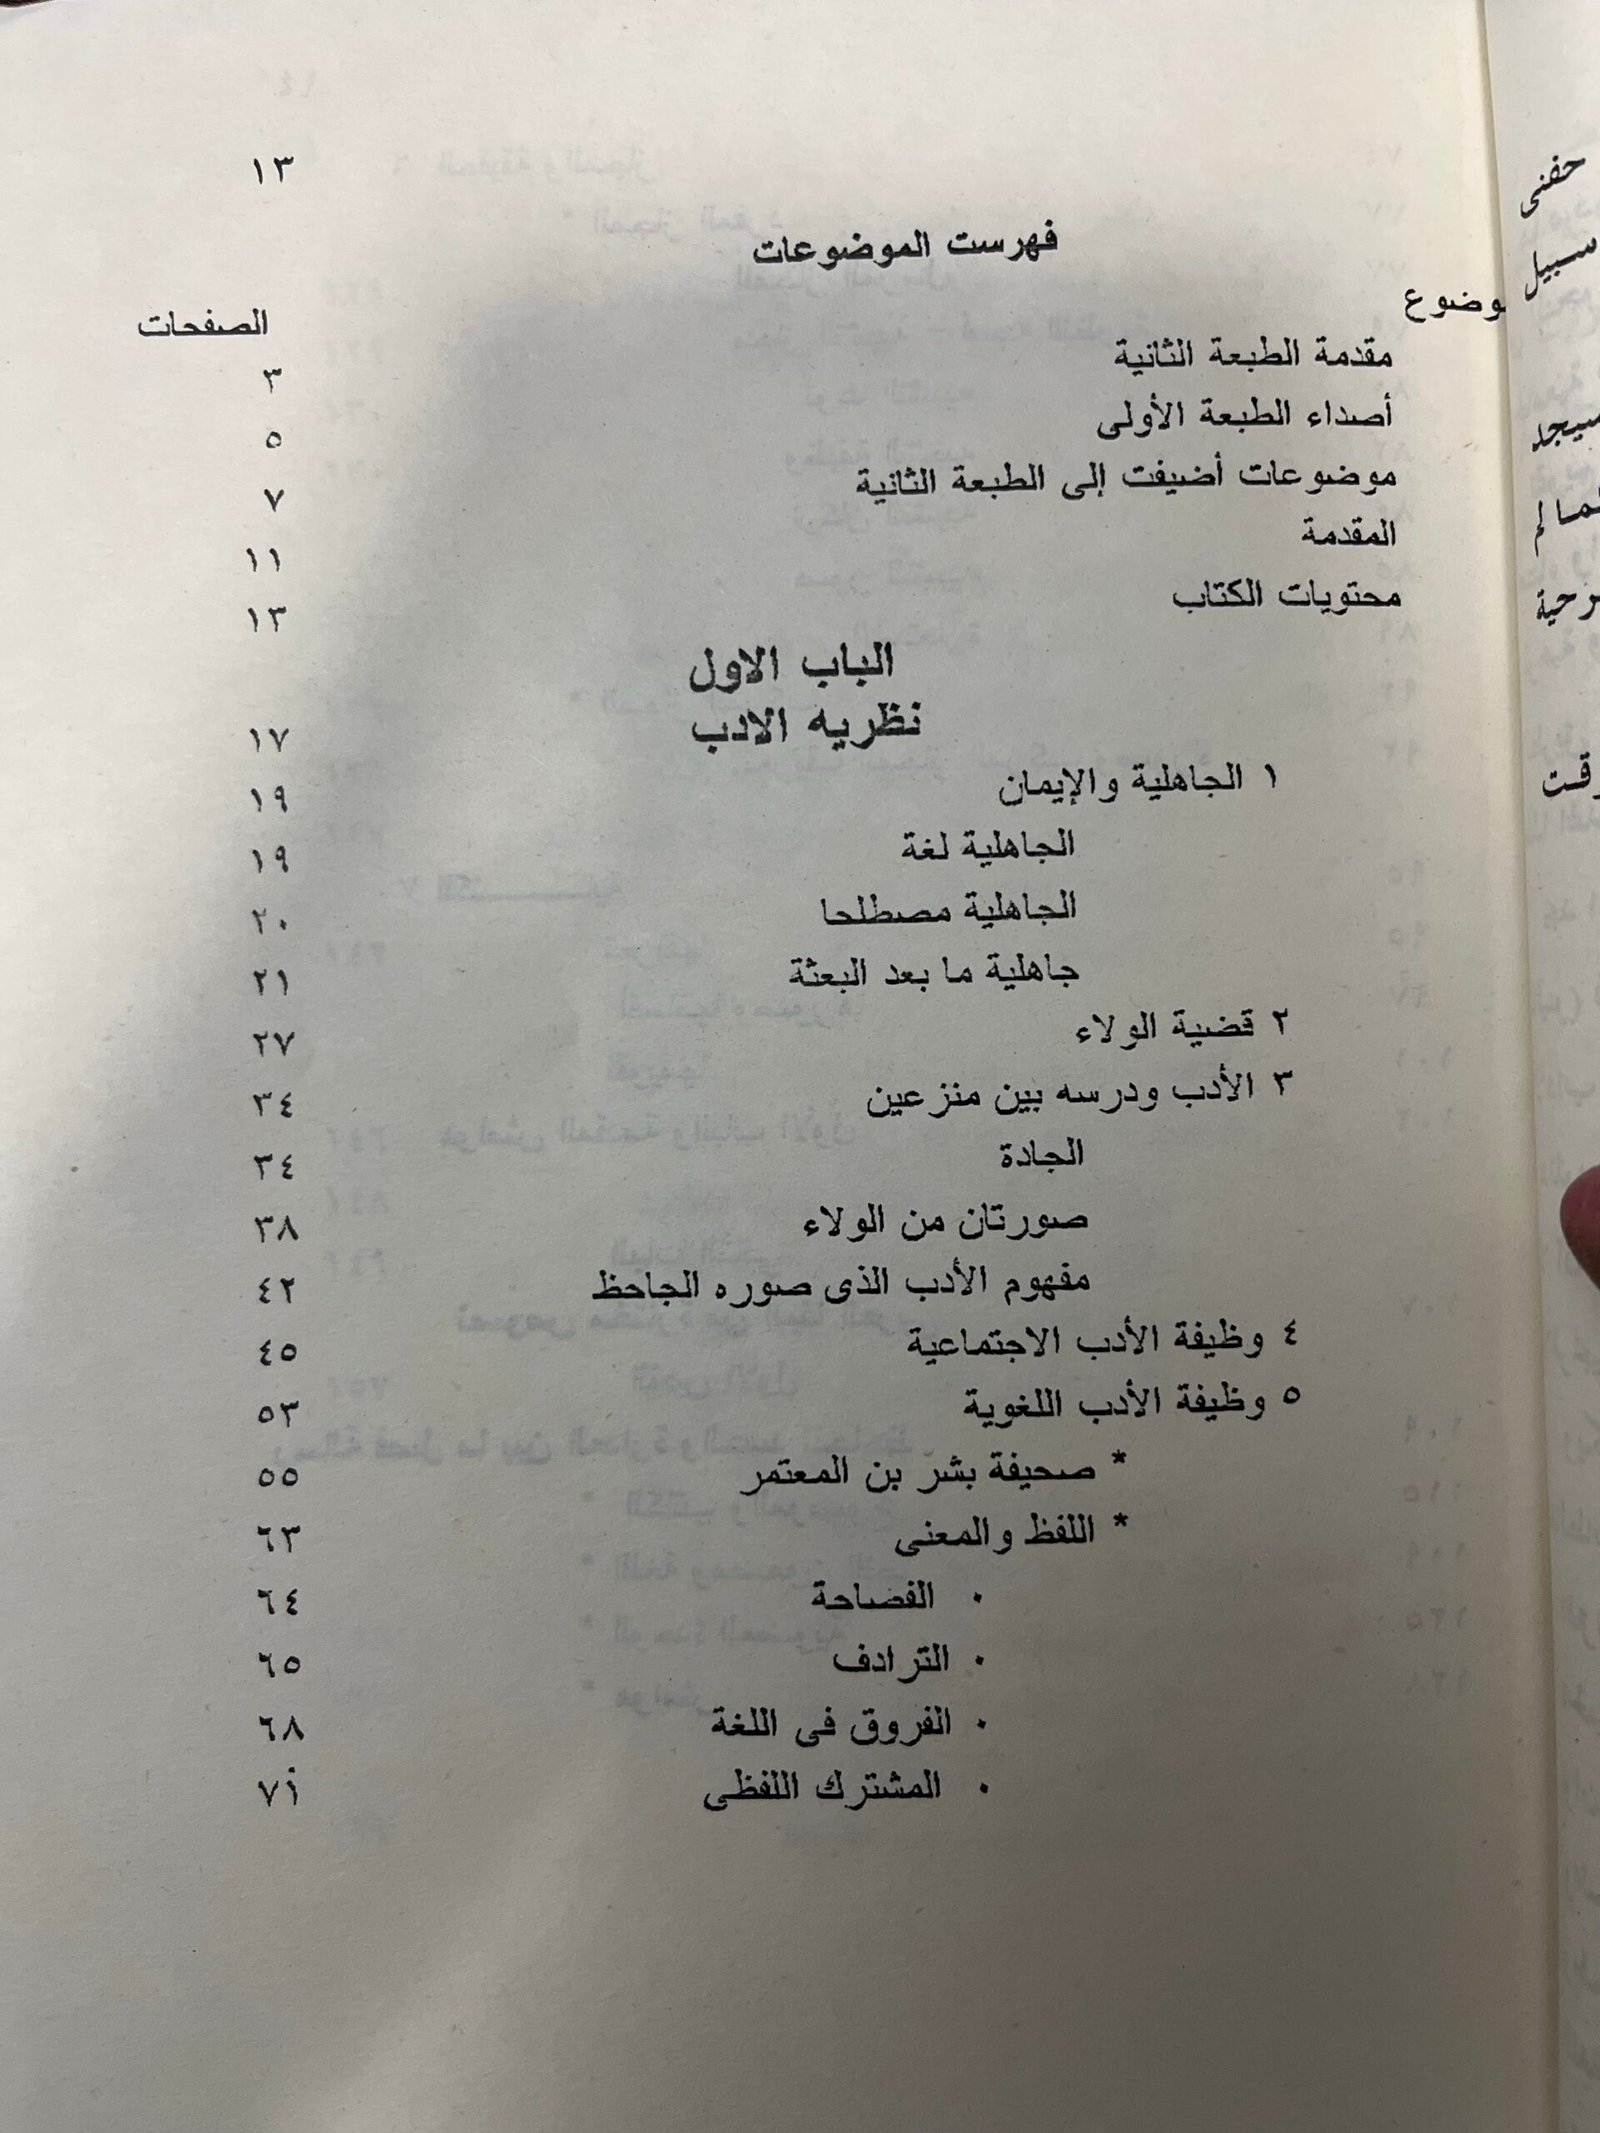 ١٣
فهرست الموضوعات
وضوع
الصفحات
مقدمة الطبعة الثانية ٣
أصداء الطبعة الأولى ٥
موضوعات أضيفت إلى الطبعة الثانية ٧
المقدمة ١١
محتويات الكتاب ١٣
الباب الاول
نظريه الادب ١٧
١ الجاهلية والإيمان ١٩
الجاهلية لغة ١٩
الجاهلية مصطلحا ٢٠
جاهلية ما بعد البعثة ٢١
٢ قضية الولاء ٢٧
٣ الأدب ودرسه بين منزعين ٣٤
الجادة ٣٤
صورتان من الولاء ٣٨
مفهوم الأدب الذى صوره الجاحظ ٤٢
٤ وظيفة الأدب الاجتماعية ٤٥
٥ وظيفة الأدب اللغوية ٥٣
* صحيفة بشر بن المعتمر ٥٥
* اللفظ والمعنى ٦٣
٠ الفصاحة ٦٤
٠ الترادف ٦٥
٠ الفروق فى اللغة ٦٨
٠ المشترك اللفظى ٧١
حفنى
سبيل
رقت